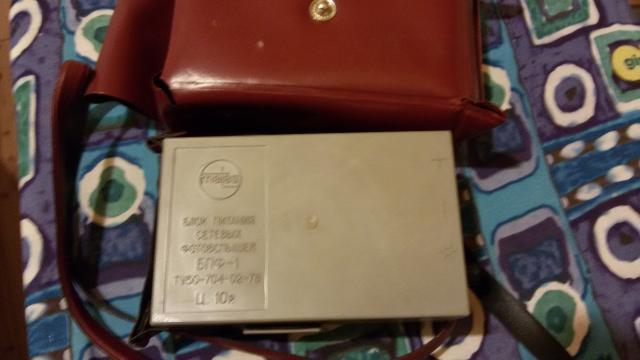 БЛОК ПИТАНИЯ
СЕТЕВЫХ
ФОТОВСПЫШЕК
БПФ-1
ТУ50-704-02-78
Ц. 10р